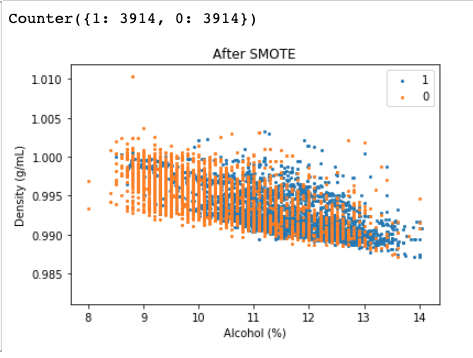 Counter({1: 3914, 0: 3914})
After SMOTE
1
0
1.010
1.005
1.000
0.995
0.990
0.985
Density (g/mL)
8 9 10 11 12 13 14
Alcohol (%)